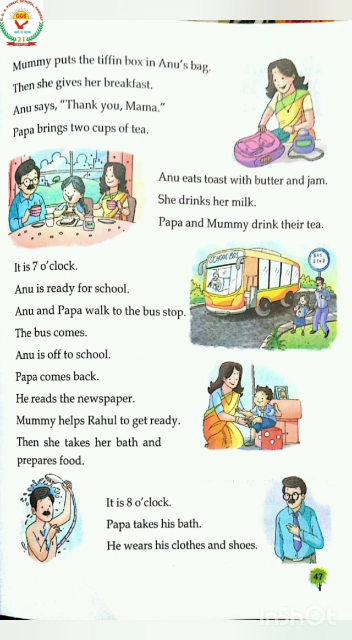 Mummy puts the tiffin box in Anu's bag.
Then she gives her breakfast.
Anu says, "Thank you, Mama."
Papa brings two cups of tea.
Anu eats toast with butter and jam.
She drinks her milk.
Papa and Mummy drink their tea.
SCHOOL BUS
BUS
STOP
It is 7 o'clock.
Anu is ready for school.
Anu and Papa walk to the bus stop.
The bus comes.
Anu is off to school.
Papa comes back.
He reads the newspaper.
Mummy helps Rahul to get ready.
Then she takes her bath and
prepares food.
It is 8 o'clock.
Papa takes his bath.
He wears his clothes and shoes.
47
InShot